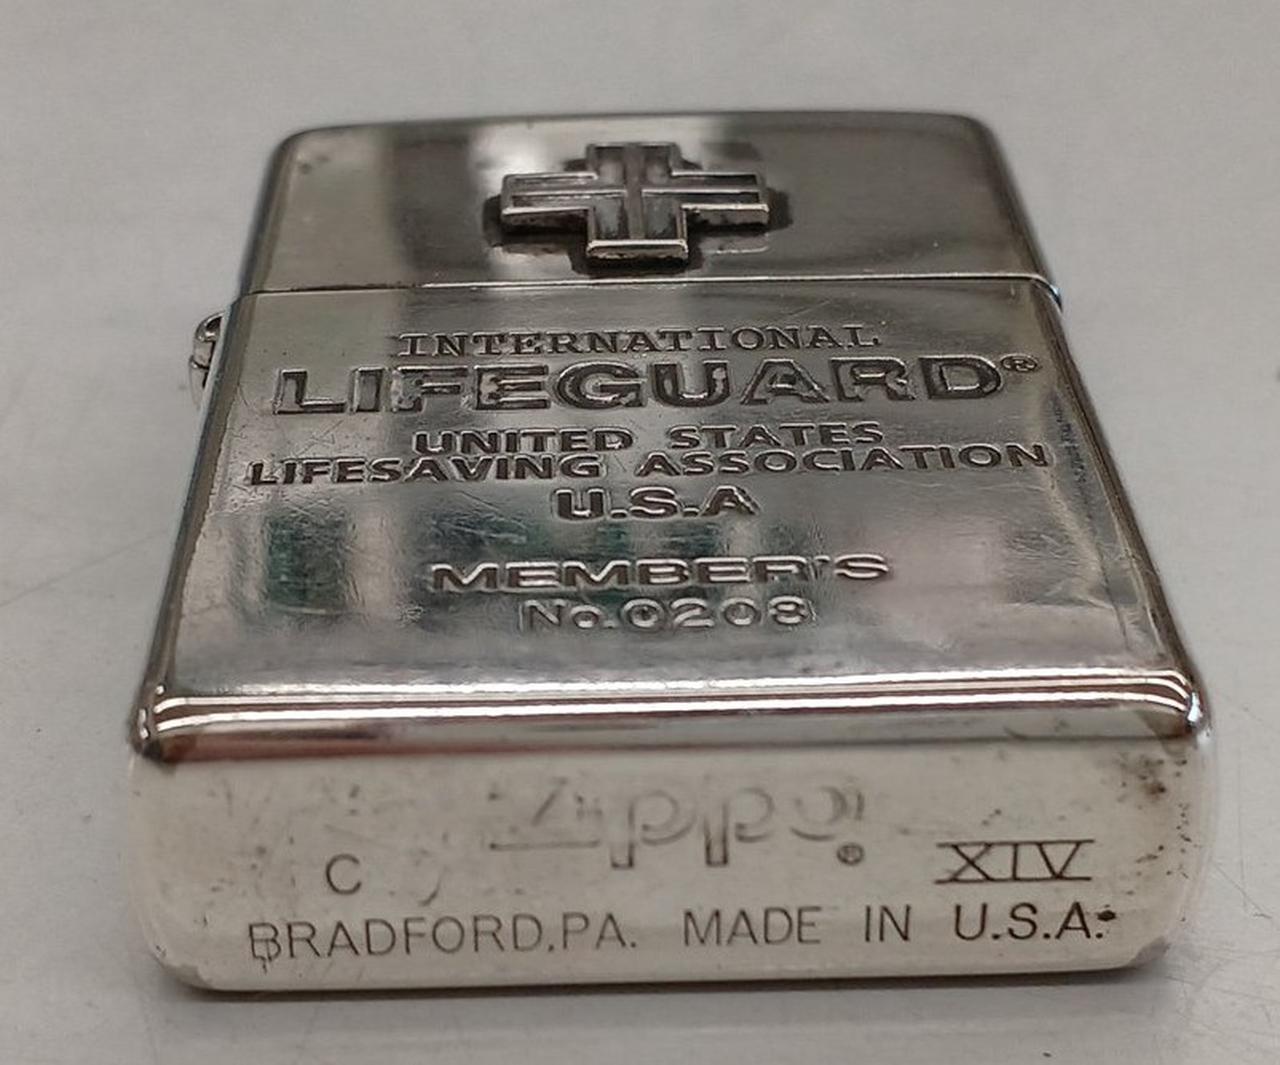 INTERNATIONAL
LIFEGUARD®
UNITED STATES
LIFESAVING ASSOCIATION
U.S.A
MEMBER'S
No.0208
C Zippo® XIV
BRADFORD,PA. MADE IN U.S.A.